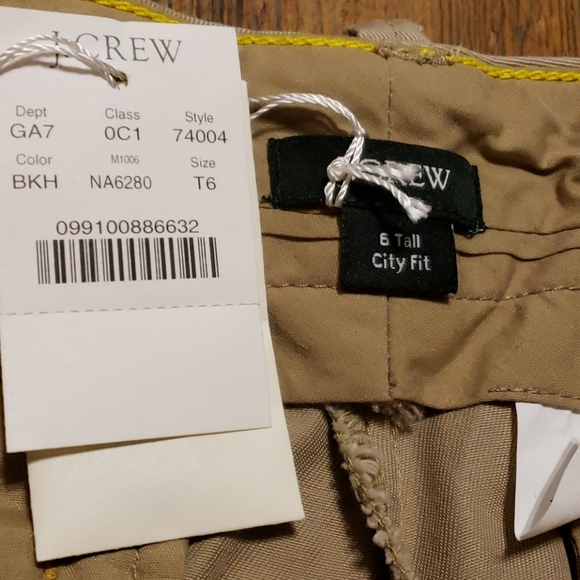 J.CREW
Dept Class Style
GA7 0C1 74004
Color M1006 Size
BKH NA6280 T6
099100886632
CREW
6 Tall
City Fit